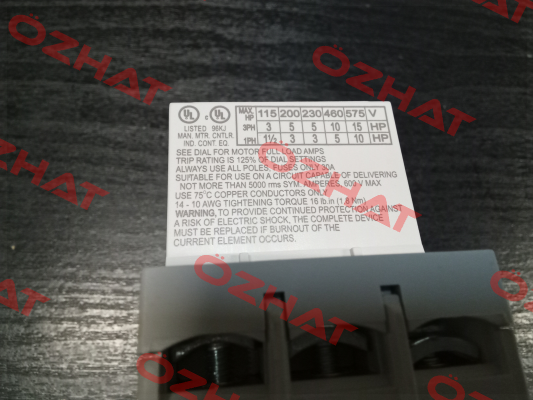 LISTED 96KJ
MAN. MTR. CNTLR.
IND. CONT. EQ.
MAX. HP 115 200 230 460 575 V
3PH 3 5 5 10 15 HP
1PH 1½ 3 3 5 10 HP
SEE DIAL FOR MOTOR FULL LOAD AMPS
TRIP RATING IS 125% OF DIAL SETTINGS
ALWAYS USE ALL POLES, FUSES ONLY 30A
SUITABLE FOR USE ON A CIRCUIT CAPABLE OF DELIVERING
NOT MORE THAN 5000 rms SYM. AMPERES, 600 V MAX
USE 75°C COPPER CONDUCTORS ONLY
14 - 10 AWG TIGHTENING TORQUE 16 lb.in (1,8 Nm)
WARNING, TO PROVIDE CONTINUED PROTECTION AGAINST
A RISK OF ELECTRIC SHOCK, THE COMPLETE DEVICE
MUST BE REPLACED IF BURNOUT OF THE
CURRENT ELEMENT OCCURS.
ÖZHAT
ÖZHAT
ÖZHAT
ÖZHAT
ÖZHAT